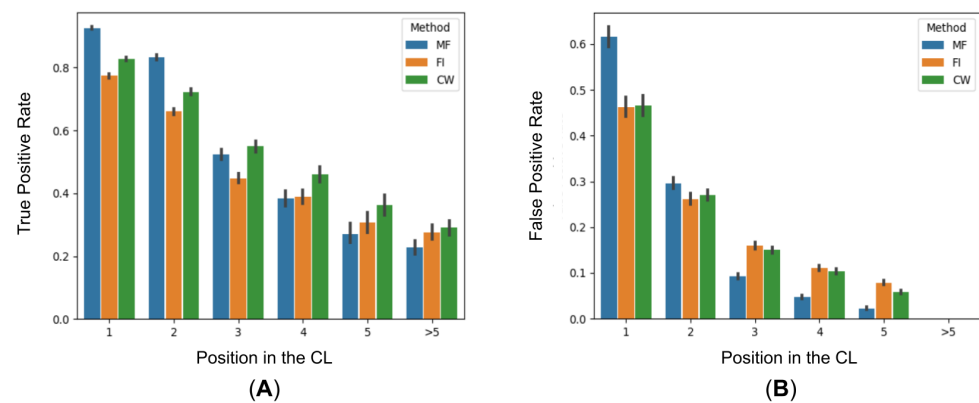 True Positive Rate
0.8
0.6
0.4
0.2
0.0
Method
MF
FI
CW
1 2 3 4 5 >5
Position in the CL
(A)
False Positive Rate
0.6
0.5
0.4
0.3
0.2
0.1
0.0
Method
MF
FI
CW
1 2 3 4 5 >5
Position in the CL
(B)